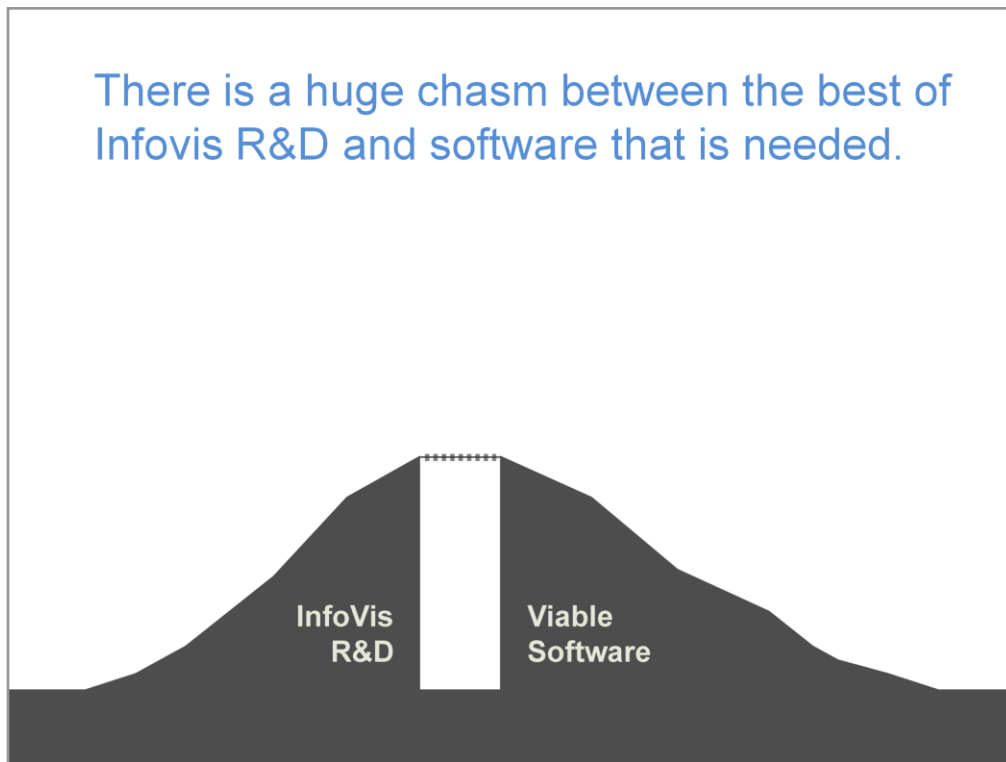 There is a huge chasm between the best of
Infovis R&D and software that is needed.
InfoVis
R&D
Viable
Software